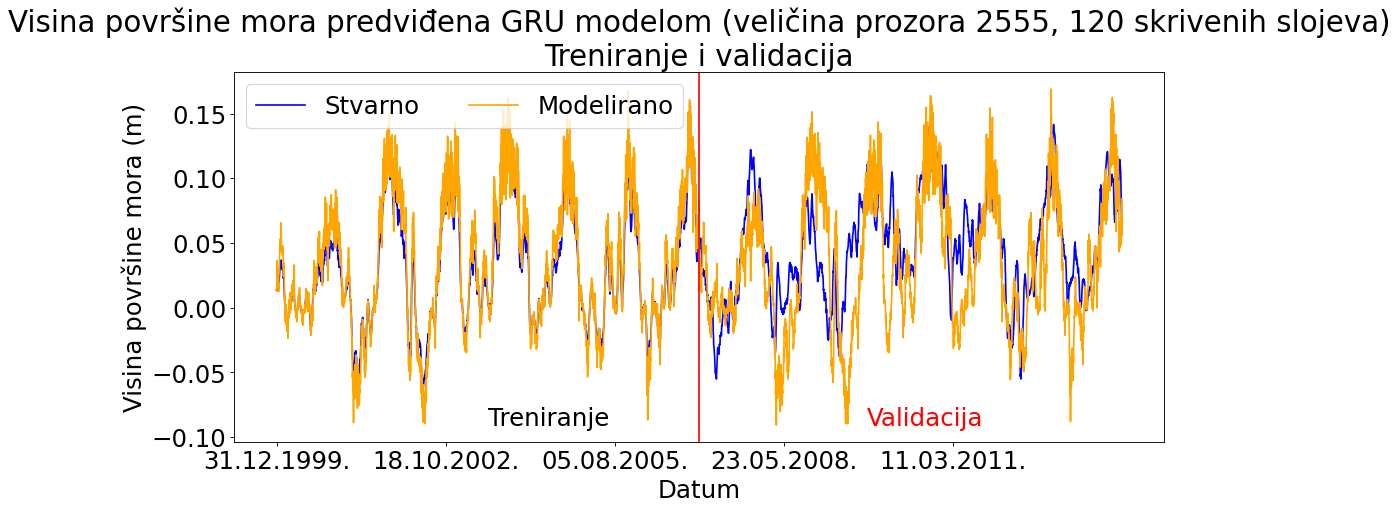 Visina površine mora predviđena GRU modelom (veličina prozora 2555, 120 skrivenih slojeva)
Treniranje i validacija
Stvarno Modelirano
Visina površine mora (m)
0.15
0.10
0.05
0.00
−0.05
−0.10
Treniranje Validacija
31.12.1999. 18.10.2002. 05.08.2005. 23.05.2008. 11.03.2011.
Datum